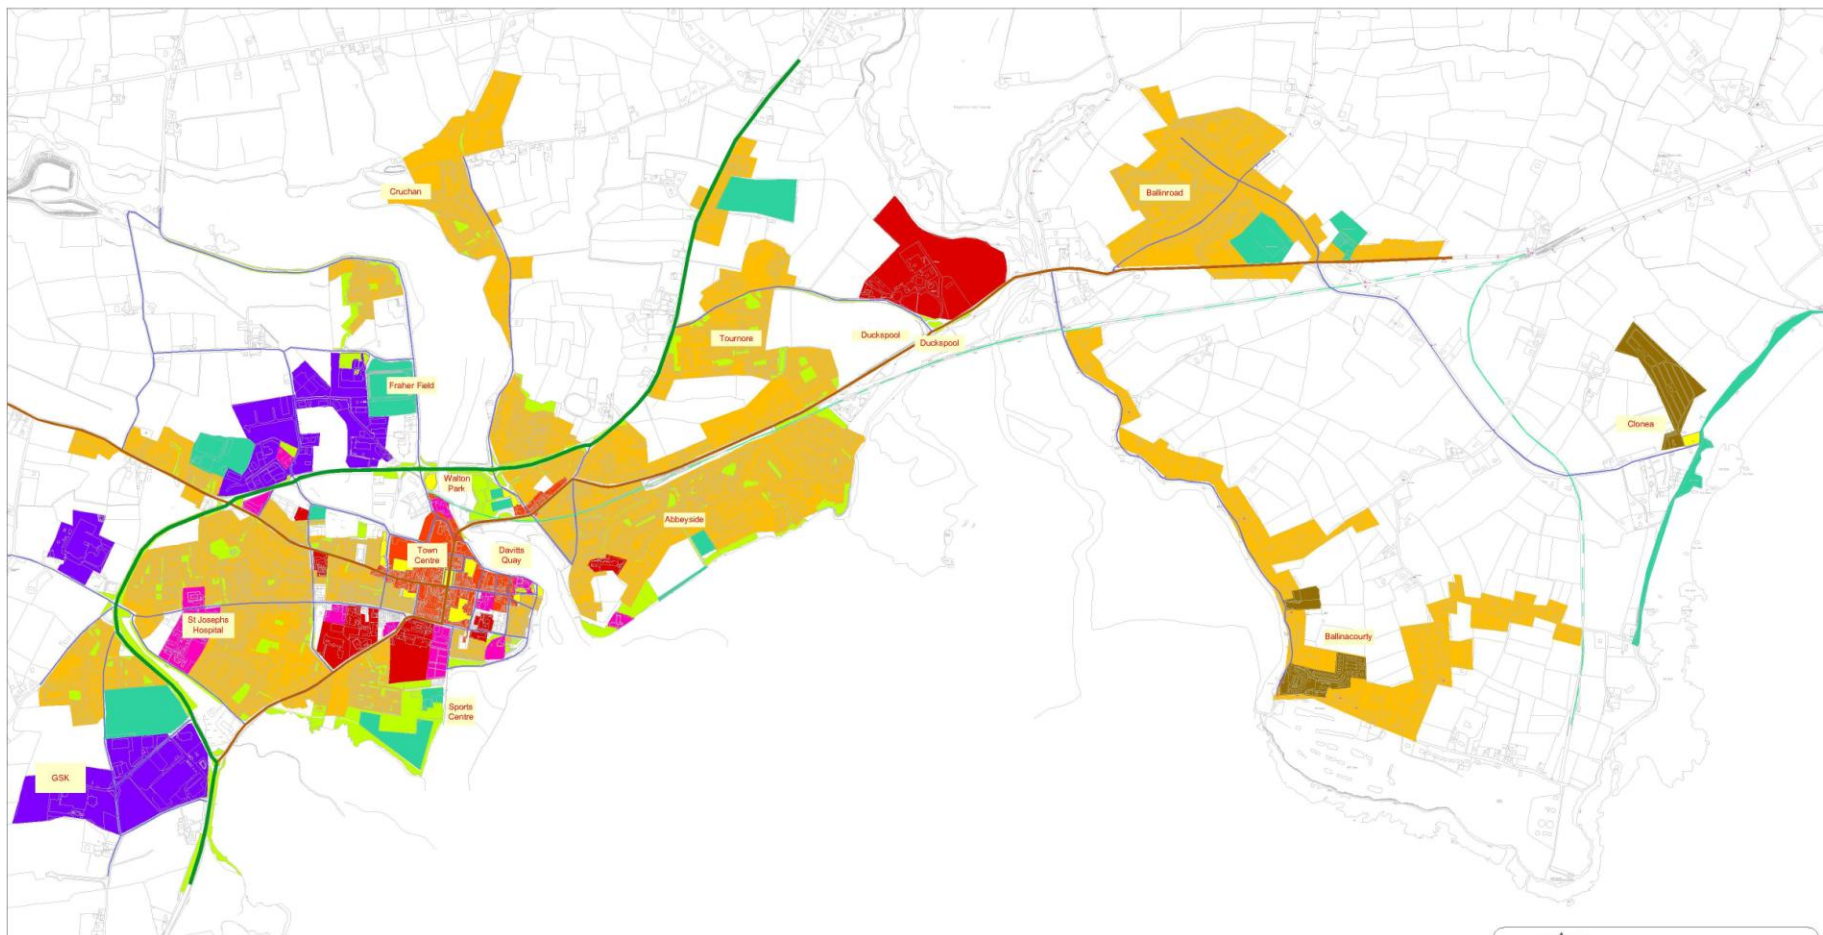 Cruchan
Ballinroad
Duckspool
Duckspool
Tournore
Fraher Field
Clonea
Walton
Park
Abbeyside
Town
Centre
Davitts
Quay
St Josephs
Hospital
Ballinacourty
Sports
Centre
GSK